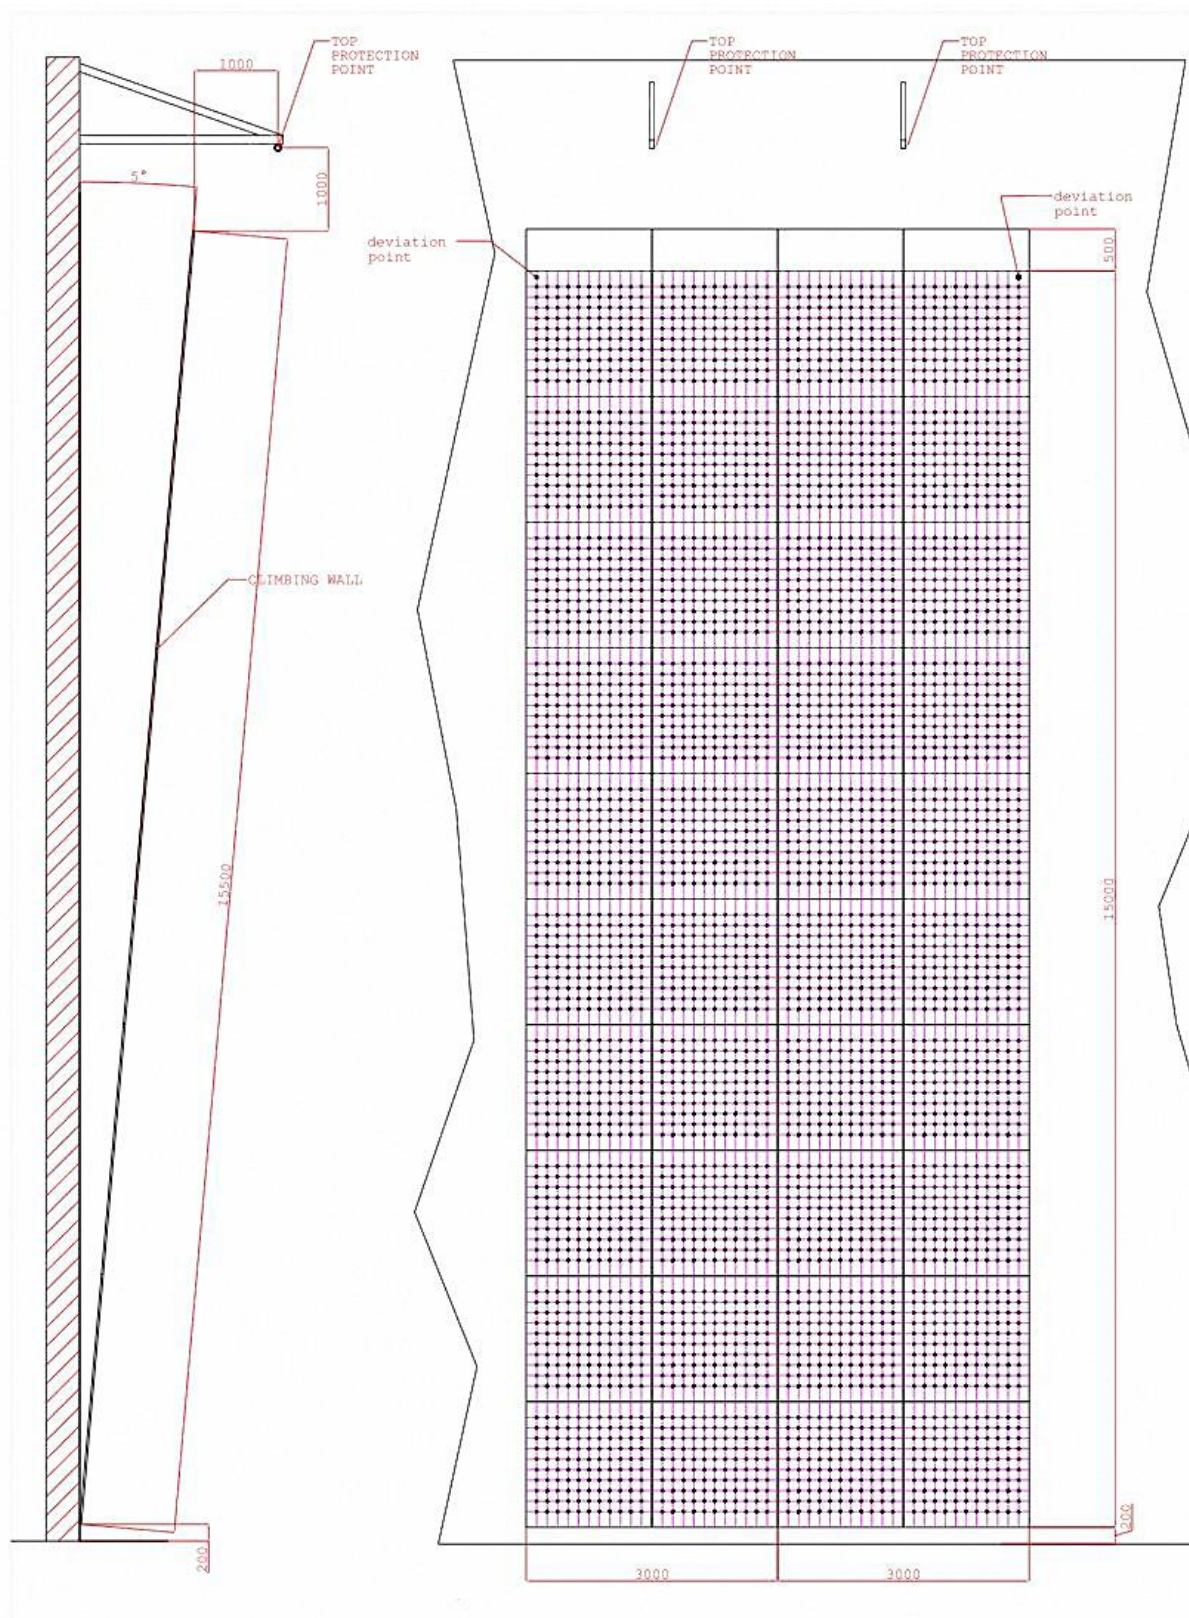 TOP
PROTECTION
POINT
1000
1000
5°
CLIMBING WALL
15500
200
TOP
PROTECTION
POINT
TOP
PROTECTION
POINT
deviation
point
deviation
point
500
15000
200
3000
3000